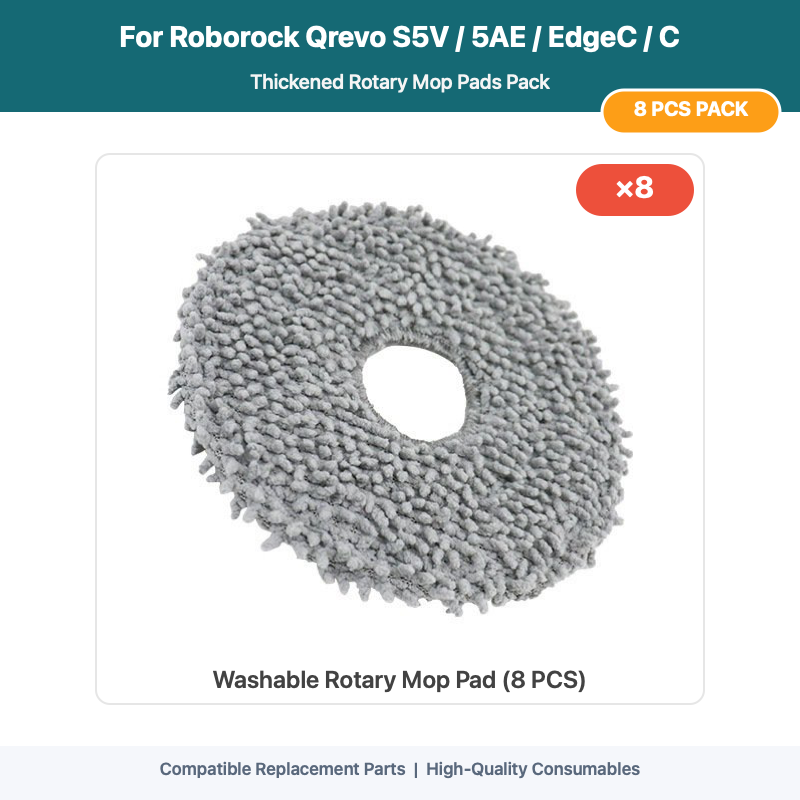 For Roborock Qrevo S5V / 5AE / EdgeC / C
Thickened Rotary Mop Pads Pack
8 PCS PACK
×8
Washable Rotary Mop Pad (8 PCS)
Compatible Replacement Parts | High-Quality Consumables